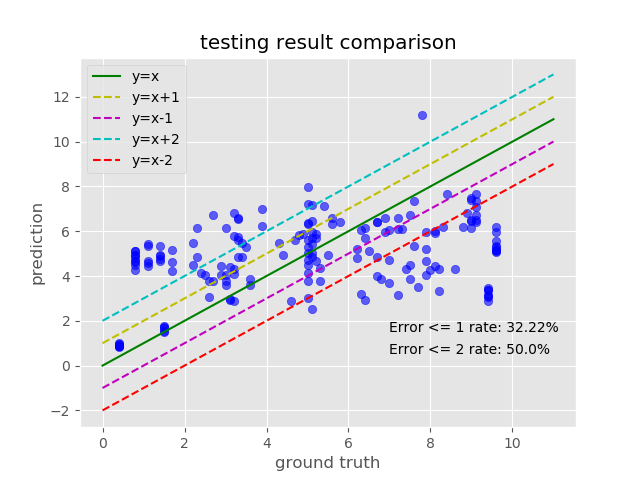 testing result comparison
y=x
y=x+1
y=x-1
y=x+2
y=x-2
12
10
8
6
4
2
0
−2
prediction
Error <= 1 rate: 32.22%
Error <= 2 rate: 50.0%
0 2 4 6 8 10
ground truth